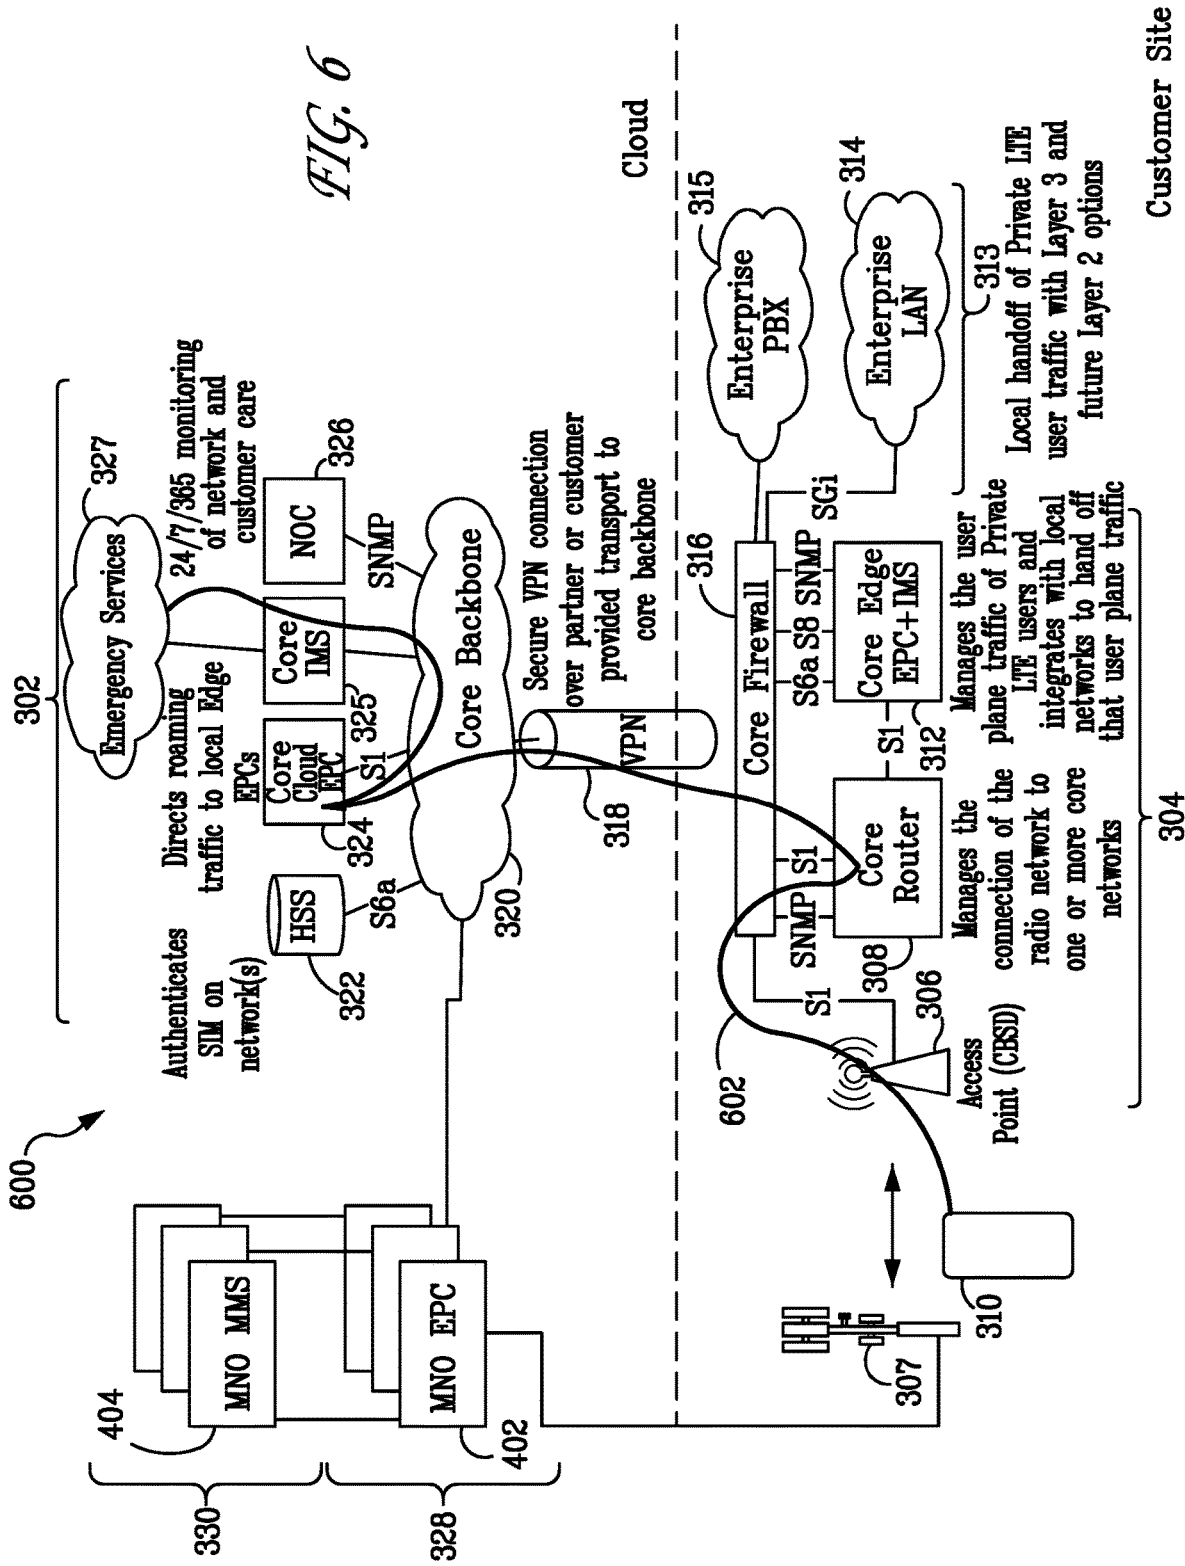 FIG. 6
600
302
327
Emergency Services
Authenticates
SIM on
network(s)
Directs roaming
traffic to local Edge
EPCs
24/7/365 monitoring
of network and
customer care
404
330
MNO MMS
322
HSS
324
Core
Cloud
EPC
325
Core
IMS
NOC
326
S6a
S1
SNMP
328
402
MNO EPC
320
Core Backbone
318
VPN
Secure VPN connection
over partner or customer
provided transport to
core backbone
Cloud
602
316
315
Core Firewall
Enterprise
PBX
S1
SNMP
S1
S6a
S8
SNMP
SGi
314
Enterprise
LAN
307
310
306
308
Core
Router
S1
312
Core Edge
EPC+IMS
313
Access
Point (CBSD)
Manages the
connection of the
radio network to
one or more core
networks
Manages the user
plane traffic of Private
LTE users and
integrates with local
networks to hand off
that user plane traffic
Local handoff of Private LTE
user traffic with Layer 3 and
future Layer 2 options
304
Customer Site